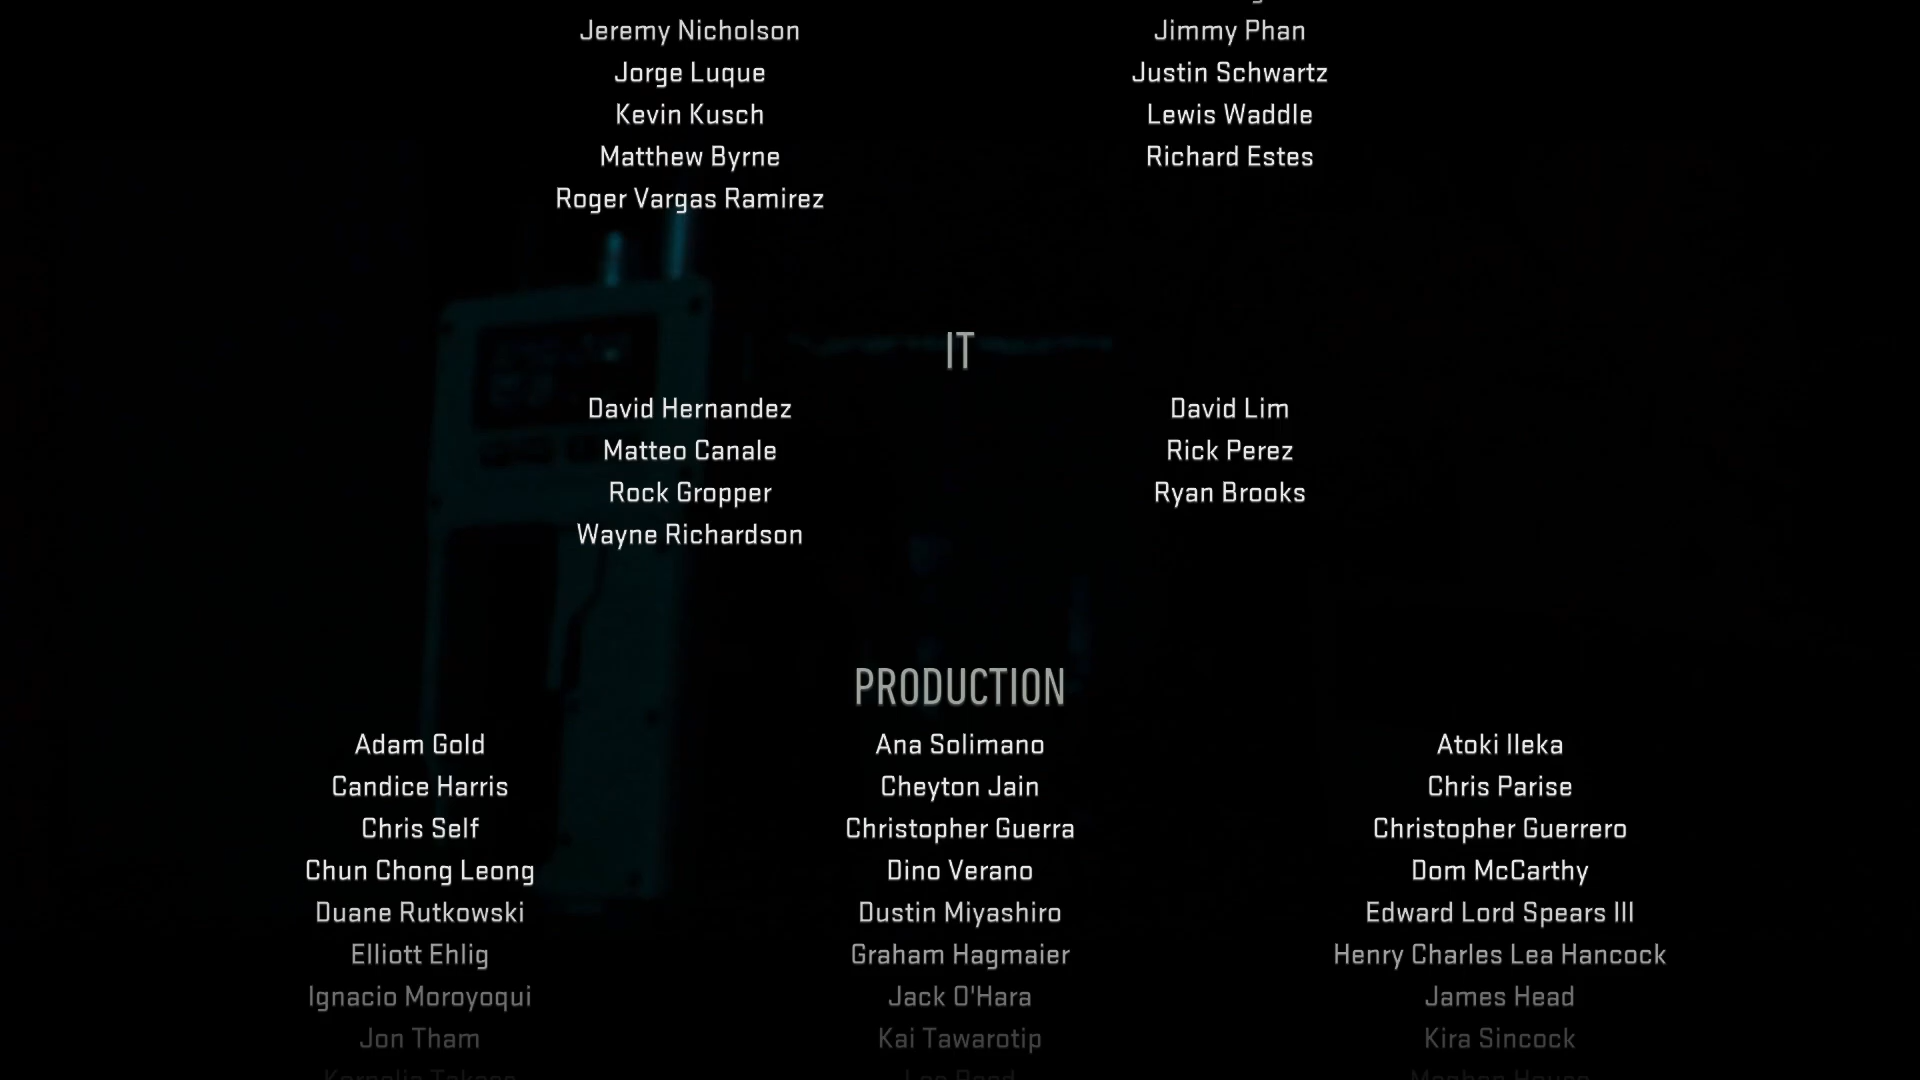 Jeremy Nicholson Jimmy Phan
Jorge Luque Justin Schwartz
Kevin Kusch Lewis Waddle
Matthew Byrne Richard Estes
Roger Vargas Ramirez
IT
David Hernandez David Lim
Matteo Canale Rick Perez
Rock Gropper Ryan Brooks
Wayne Richardson
PRODUCTION
Adam Gold Ana Solimano Atoki Ileka
Candice Harris Cheyton Jain Chris Parise
Chris Self Christopher Guerra Christopher Guerrero
Chun Chong Leong Dino Verano Dom McCarthy
Duane Rutkowski Dustin Miyashiro Edward Lord Spears III
Elliott Ehlig Graham Hagmaier Henry Charles Lea Hancock
Ignacio Moroyoqui Jack O'Hara James Head
Jon Tham Kai Tawarotip Kira Sincock